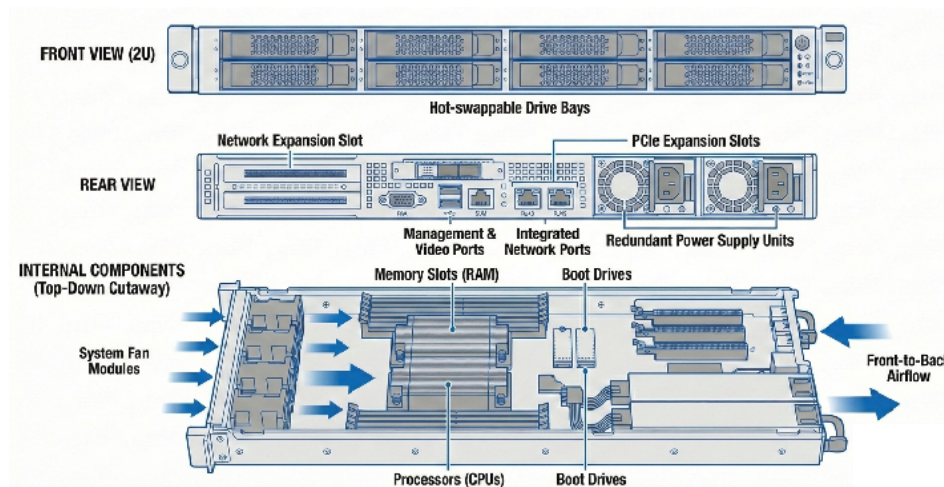 FRONT VIEW (2U)
Hot-swappable Drive Bays
Network Expansion Slot
PCIe Expansion Slots
REAR VIEW
Management &
Video Ports
Integrated
Network Ports
Redundant Power Supply Units
INTERNAL COMPONENTS
(Top-Down Cutaway)
Memory Slots (RAM)
Boot Drives
System Fan
Modules
Front-to-Back
Airflow
Processors (CPUs)
Boot Drives